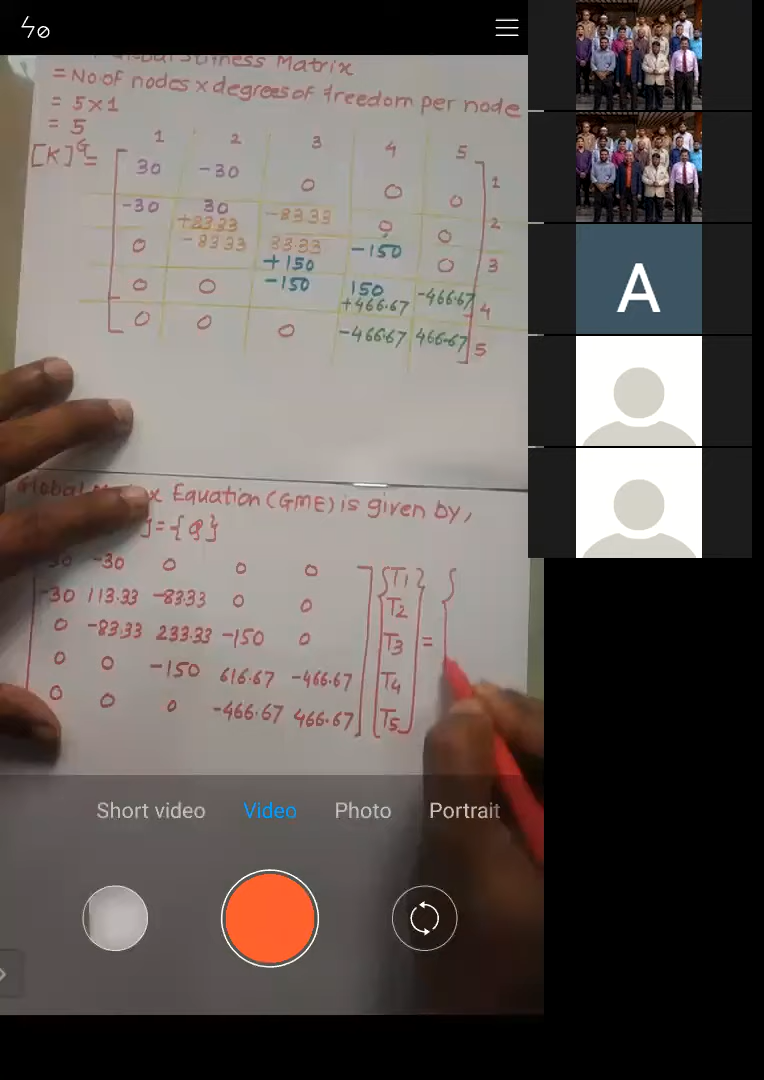 Stiffness Matrix
= No of nodes x degrees of freedom per node
= 5 x 1
= 5
1 2 3 4 5
[K]ᴳ =
30 -30 0 0 0 1
-30 30 +83.33 -83.33 0 0 2
0 -83.33 83.33 +150 -150 0 3
0 0 -150 150 +466.67 -466.67 4
0 0 0 -466.67 466.67 5
Global Matrix Equation (GME) is given by,
= {Q}
30 -30 0 0 0 {T1}
-30 113.33 -83.33 0 0 T2
0 -83.33 233.33 -150 0 T3 = {
0 0 -150 616.67 -466.67 T4
0 0 0 -466.67 466.67 T5
A
Short video Video Photo Portrait